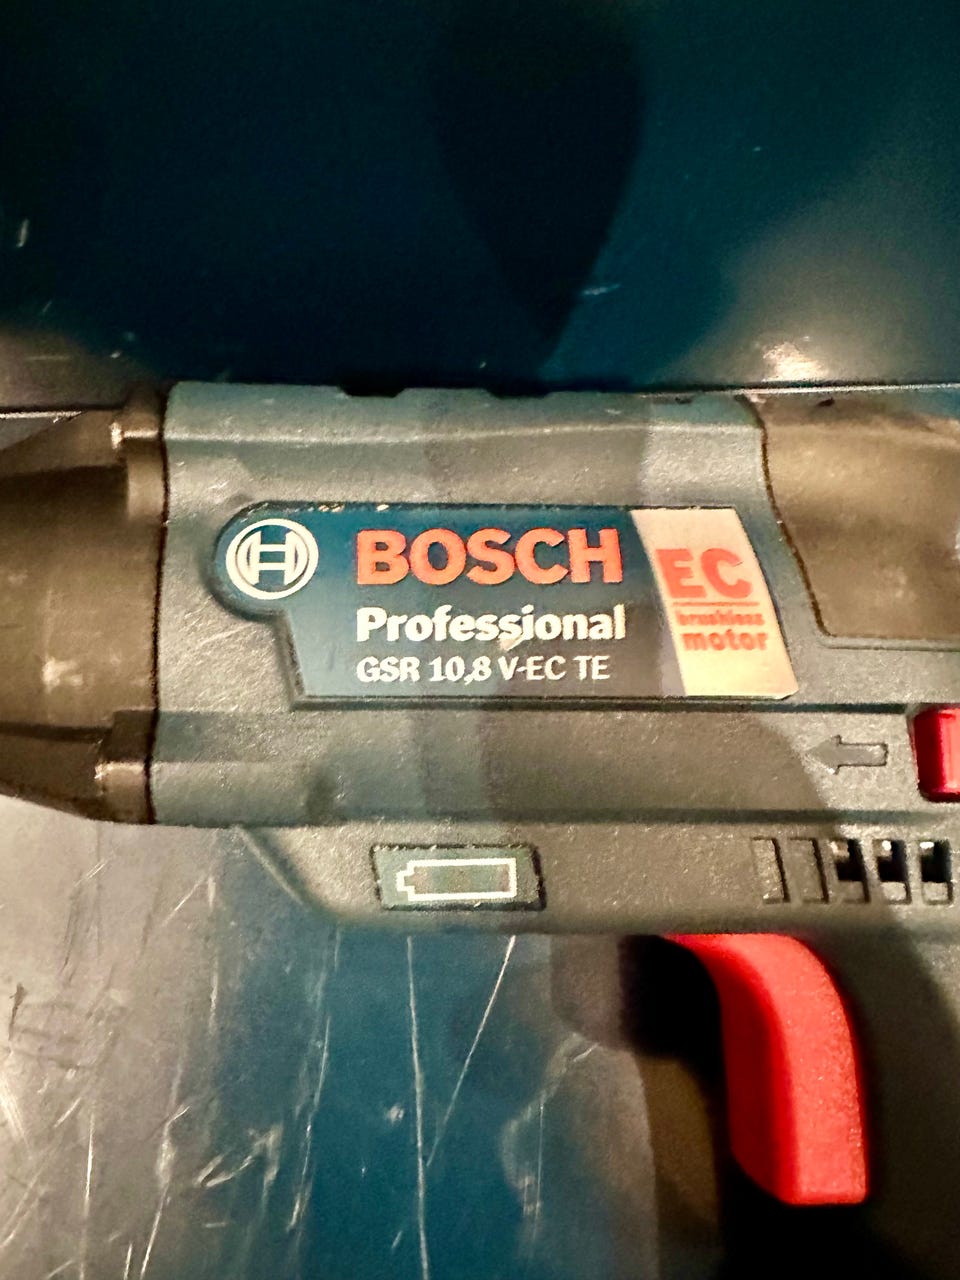 BOSCH
Professional
GSR 10,8 V-EC TE
EC
brushless
motor